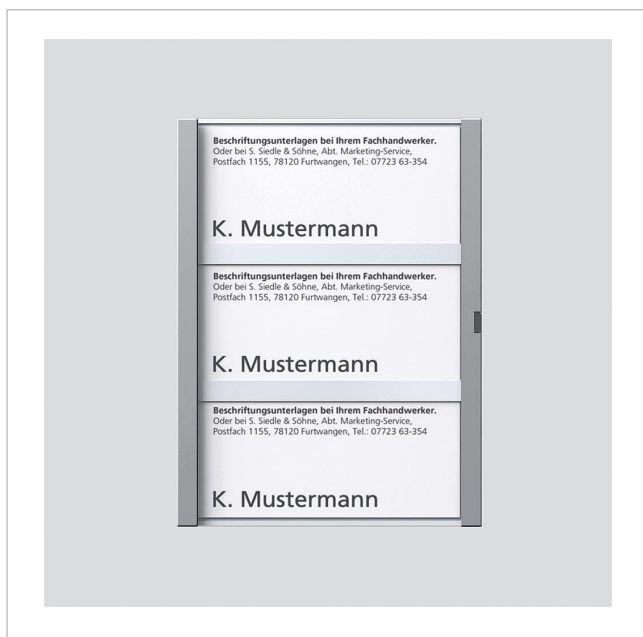 Beschriftungsunterlagen bei Ihrem Fachhandwerker.
Oder bei S. Siedle & Söhne, Abt. Marketing-Service,
Postfach 1155, 78120 Furtwangen, Tel.: 07723 63-354
K. Mustermann
Beschriftungsunterlagen bei Ihrem Fachhandwerker.
Oder bei S. Siedle & Söhne, Abt. Marketing-Service,
Postfach 1155, 78120 Furtwangen, Tel.: 07723 63-354
K. Mustermann
Beschriftungsunterlagen bei Ihrem Fachhandwerker.
Oder bei S. Siedle & Söhne, Abt. Marketing-Service,
Postfach 1155, 78120 Furtwangen, Tel.: 07723 63-354
K. Mustermann